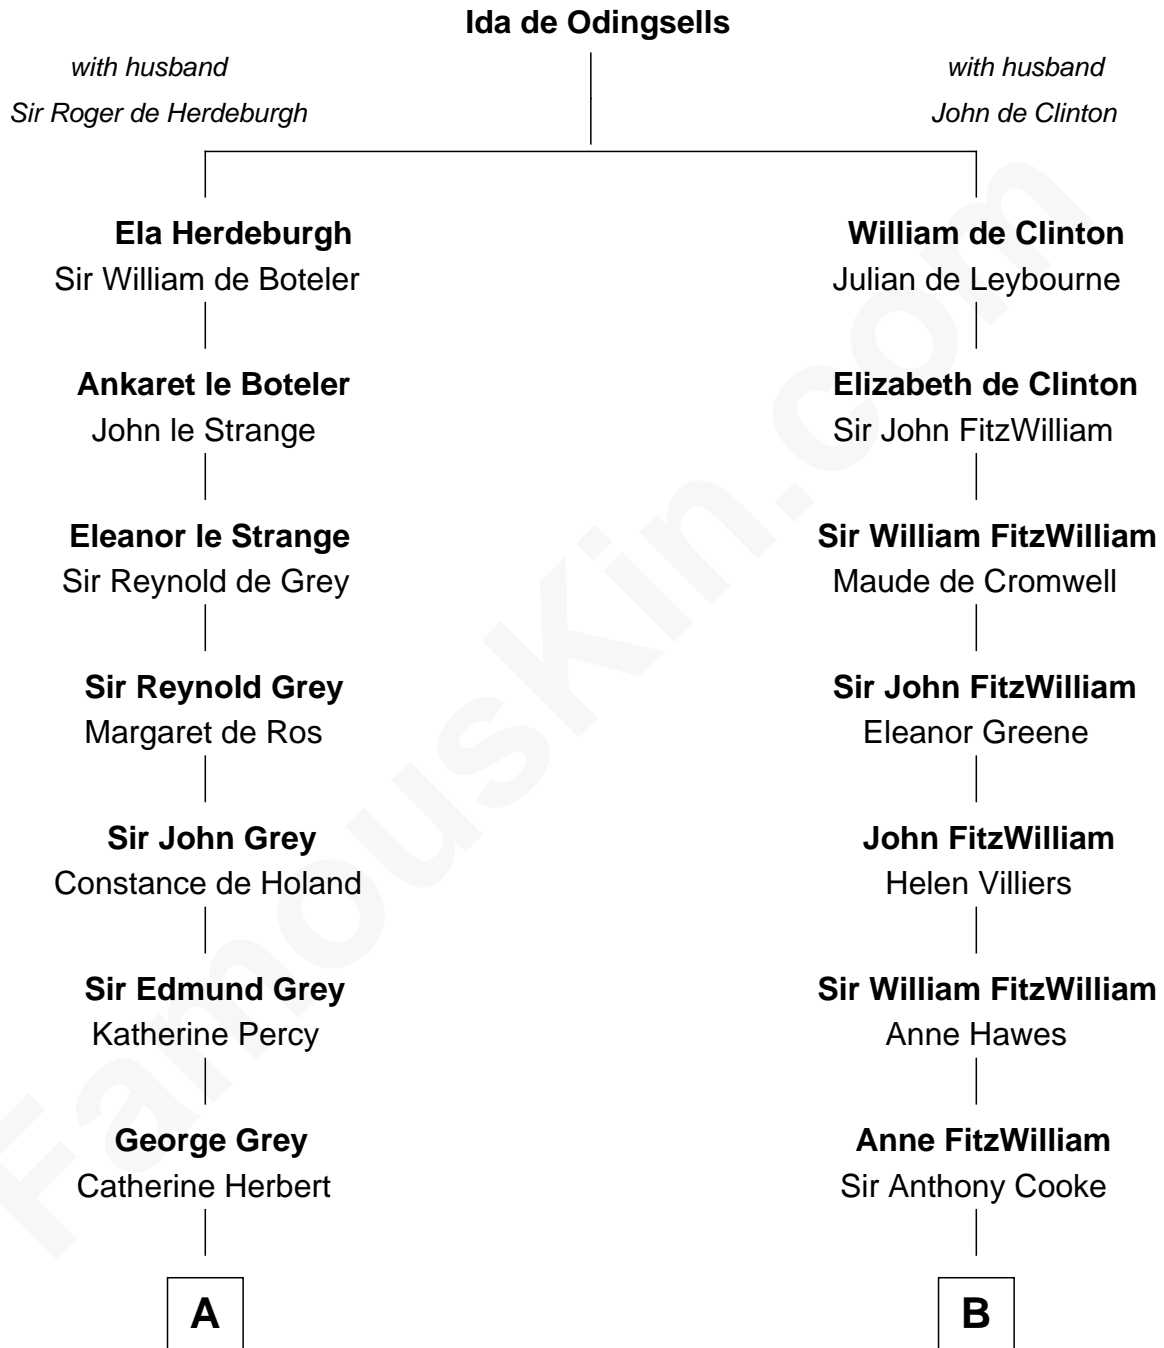 Ida de Odingsells
with husband
Sir Roger de Herdeburgh
with husband
John de Clinton
Ela Herdeburgh
Sir William de Boteler
William de Clinton
Julian de Leybourne
Ankaret le Boteler
John le Strange
Elizabeth de Clinton
Sir John FitzWilliam
Eleanor le Strange
Sir Reynold de Grey
Sir William FitzWilliam
Maude de Cromwell
Sir Reynold Grey
Margaret de Ros
Sir John FitzWilliam
Eleanor Greene
Sir John Grey
Constance de Holand
John FitzWilliam
Helen Villiers
Sir Edmund Grey
Katherine Percy
Sir William FitzWilliam
Anne Hawes
George Grey
Catherine Herbert
Anne FitzWilliam
Sir Anthony Cooke
A
B
FamousKin.com